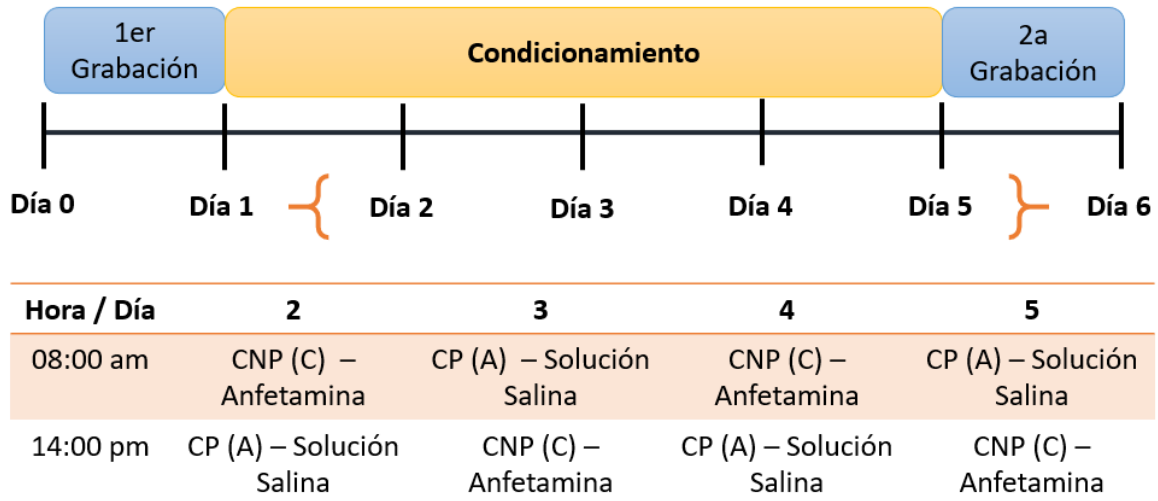 1er
Grabación
Condicionamiento
2a
Grabación
Día 0
Día 1
Día 2
Día 3
Día 4
Día 5
Día 6
Hora / Día 2 3 4 5
08:00 am CNP (C) – CP (A) – Solución CNP (C) – CP (A) – Solución
Anfetamina Salina Anfetamina Salina
14:00 pm CP (A) – Solución CNP (C) – CP (A) – Solución CNP (C) –
Salina Anfetamina Salina Anfetamina